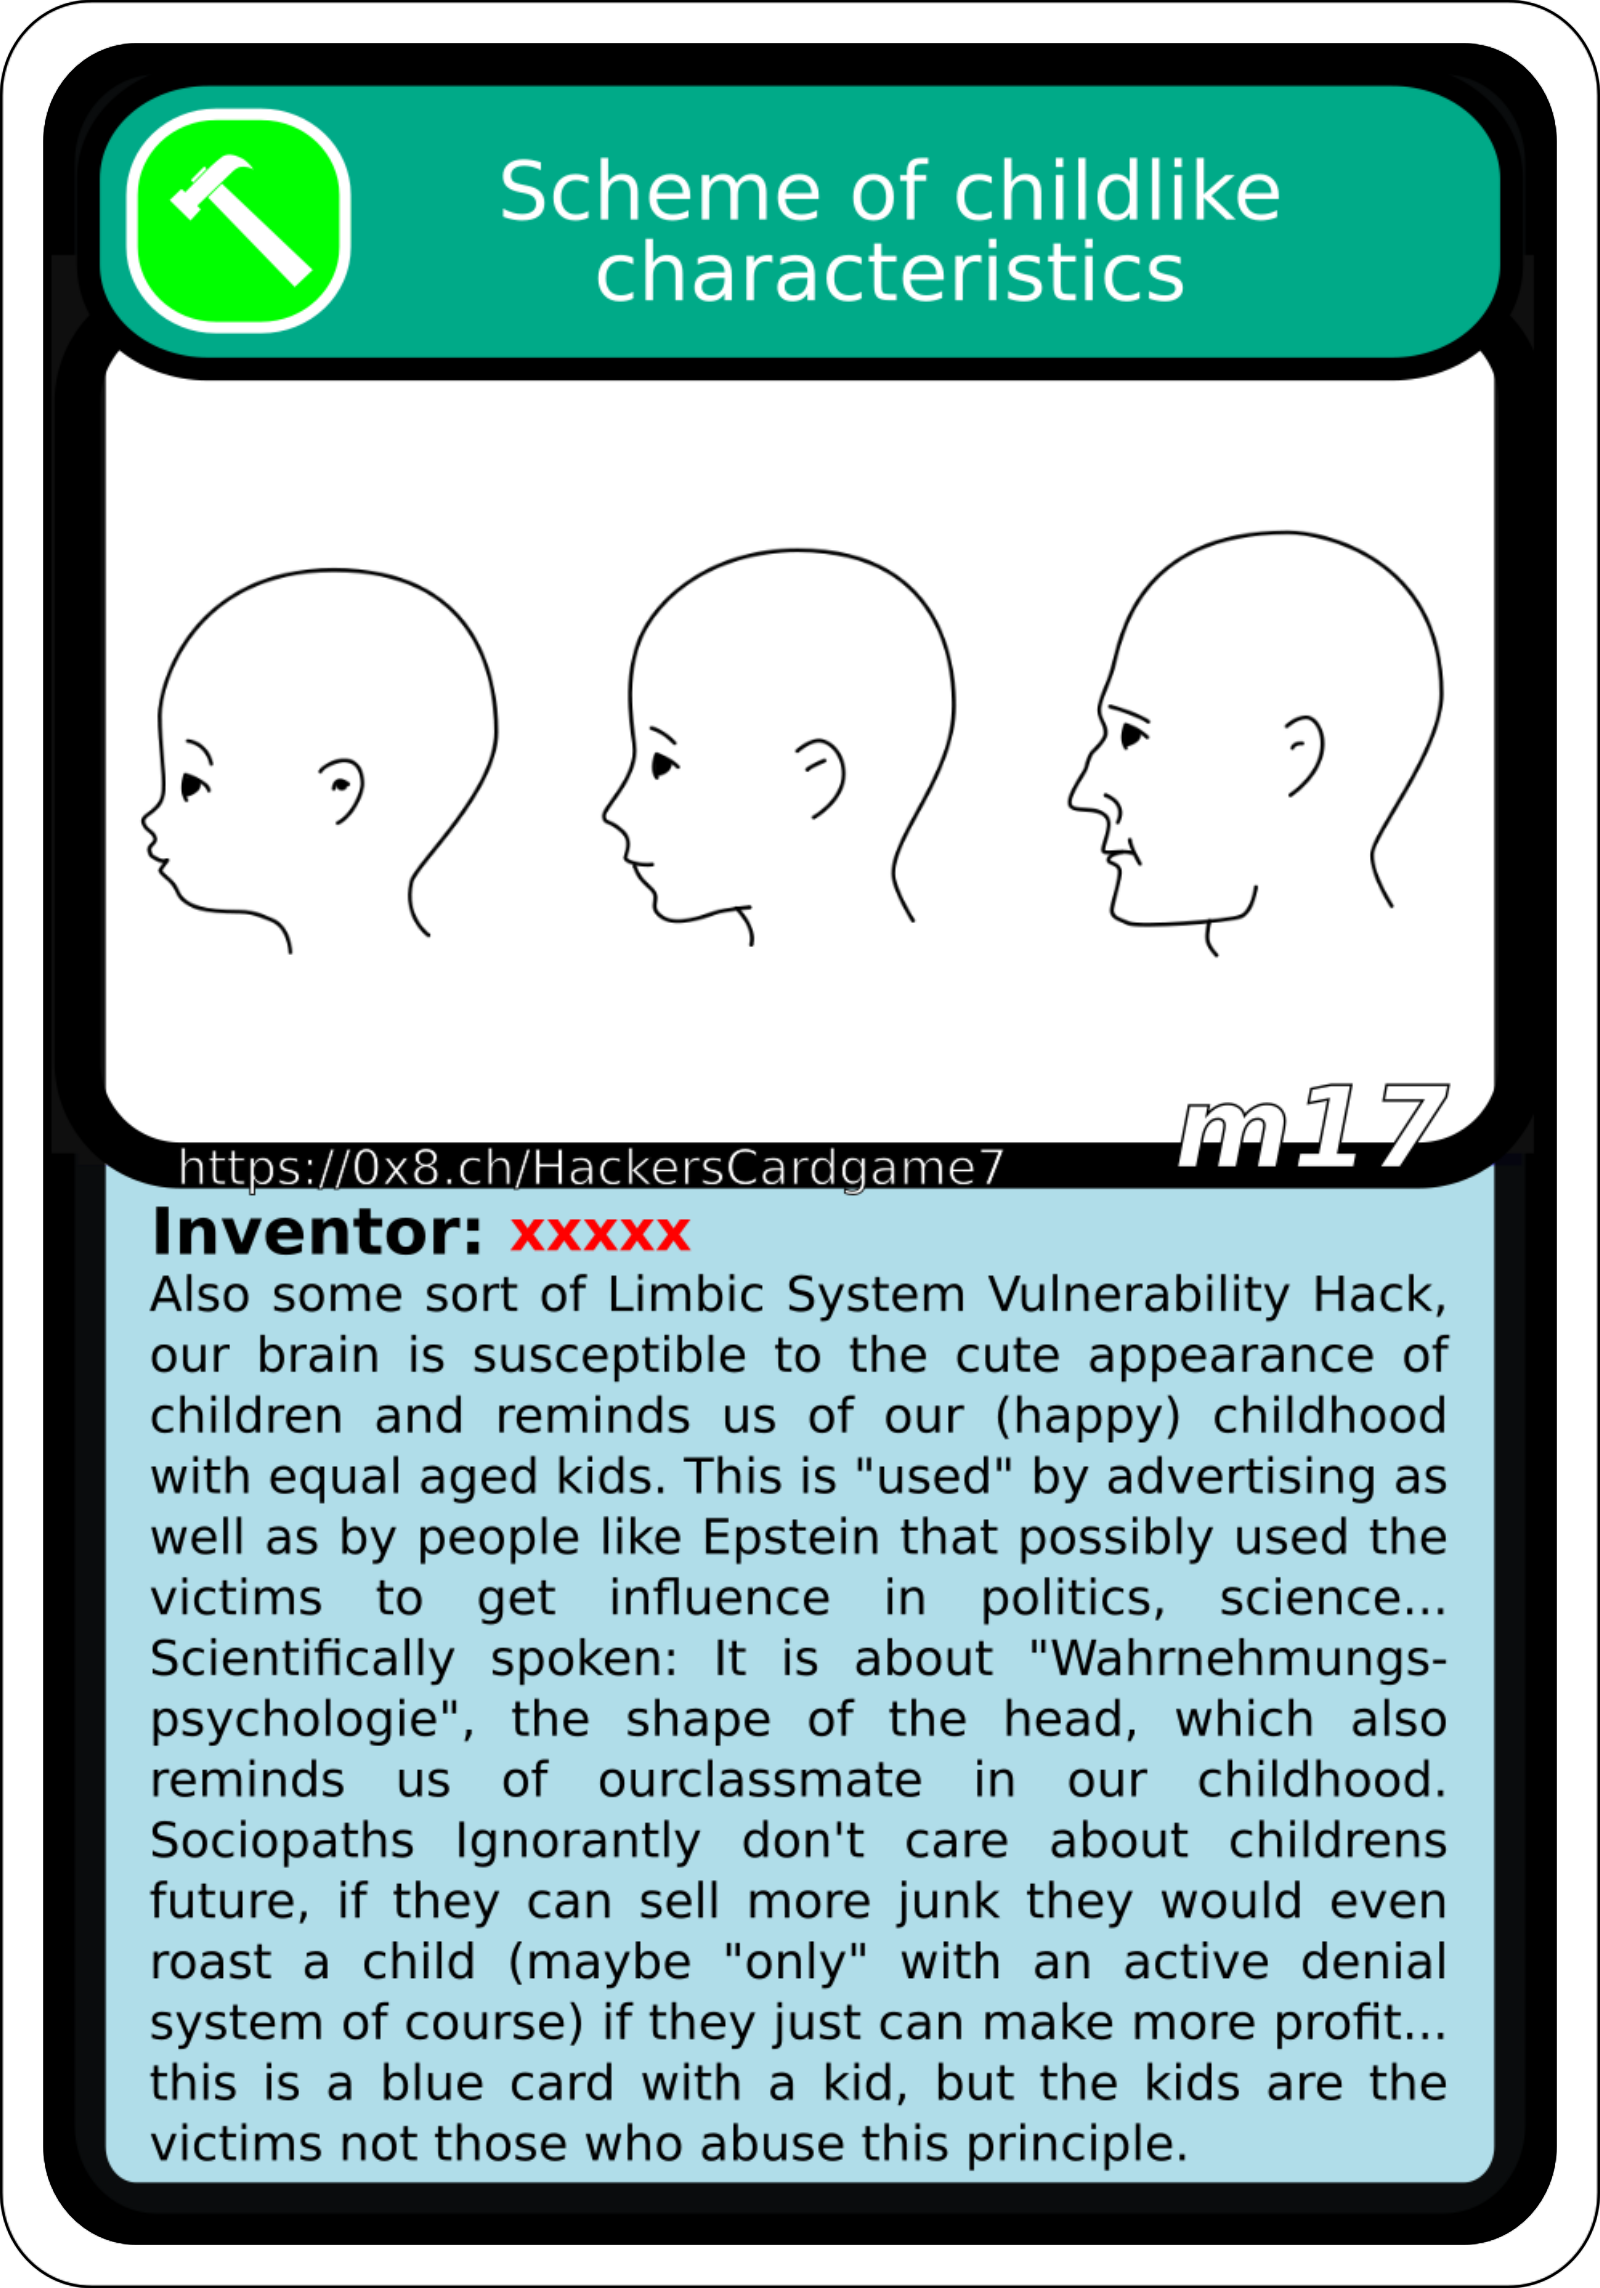 Scheme of childlike
characteristics
m17
https://0x8.ch/HackersCardgame7
Inventor: xxxxx
Also some sort of Limbic System Vulnerability Hack,
our brain is susceptible to the cute appearance of
children and reminds us of our (happy) childhood
with equal aged kids. This is "used" by advertising as
well as by people like Epstein that possibly used the
victims to get influence in politics, science...
Scientifically spoken: It is about "Wahrnehmungs-
psychologie", the shape of the head, which also
reminds us of ourclassmate in our childhood.
Sociopaths Ignorantly don't care about childrens
future, if they can sell more junk they would even
roast a child (maybe "only" with an active denial
system of course) if they just can make more profit...
this is a blue card with a kid, but the kids are the
victims not those who abuse this principle.